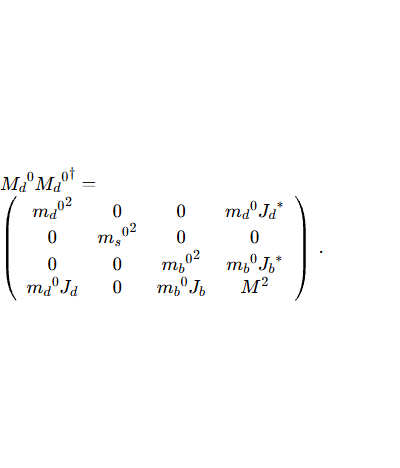 M_d^0 M_d^{0†} =
( m_d^{0 2} 0 0 m_d^0 J_d^*
0 m_s^{0 2} 0 0
0 0 m_b^{0 2} m_b^0 J_b^*
m_d^0 J_d 0 m_b^0 J_b M^2 ) .